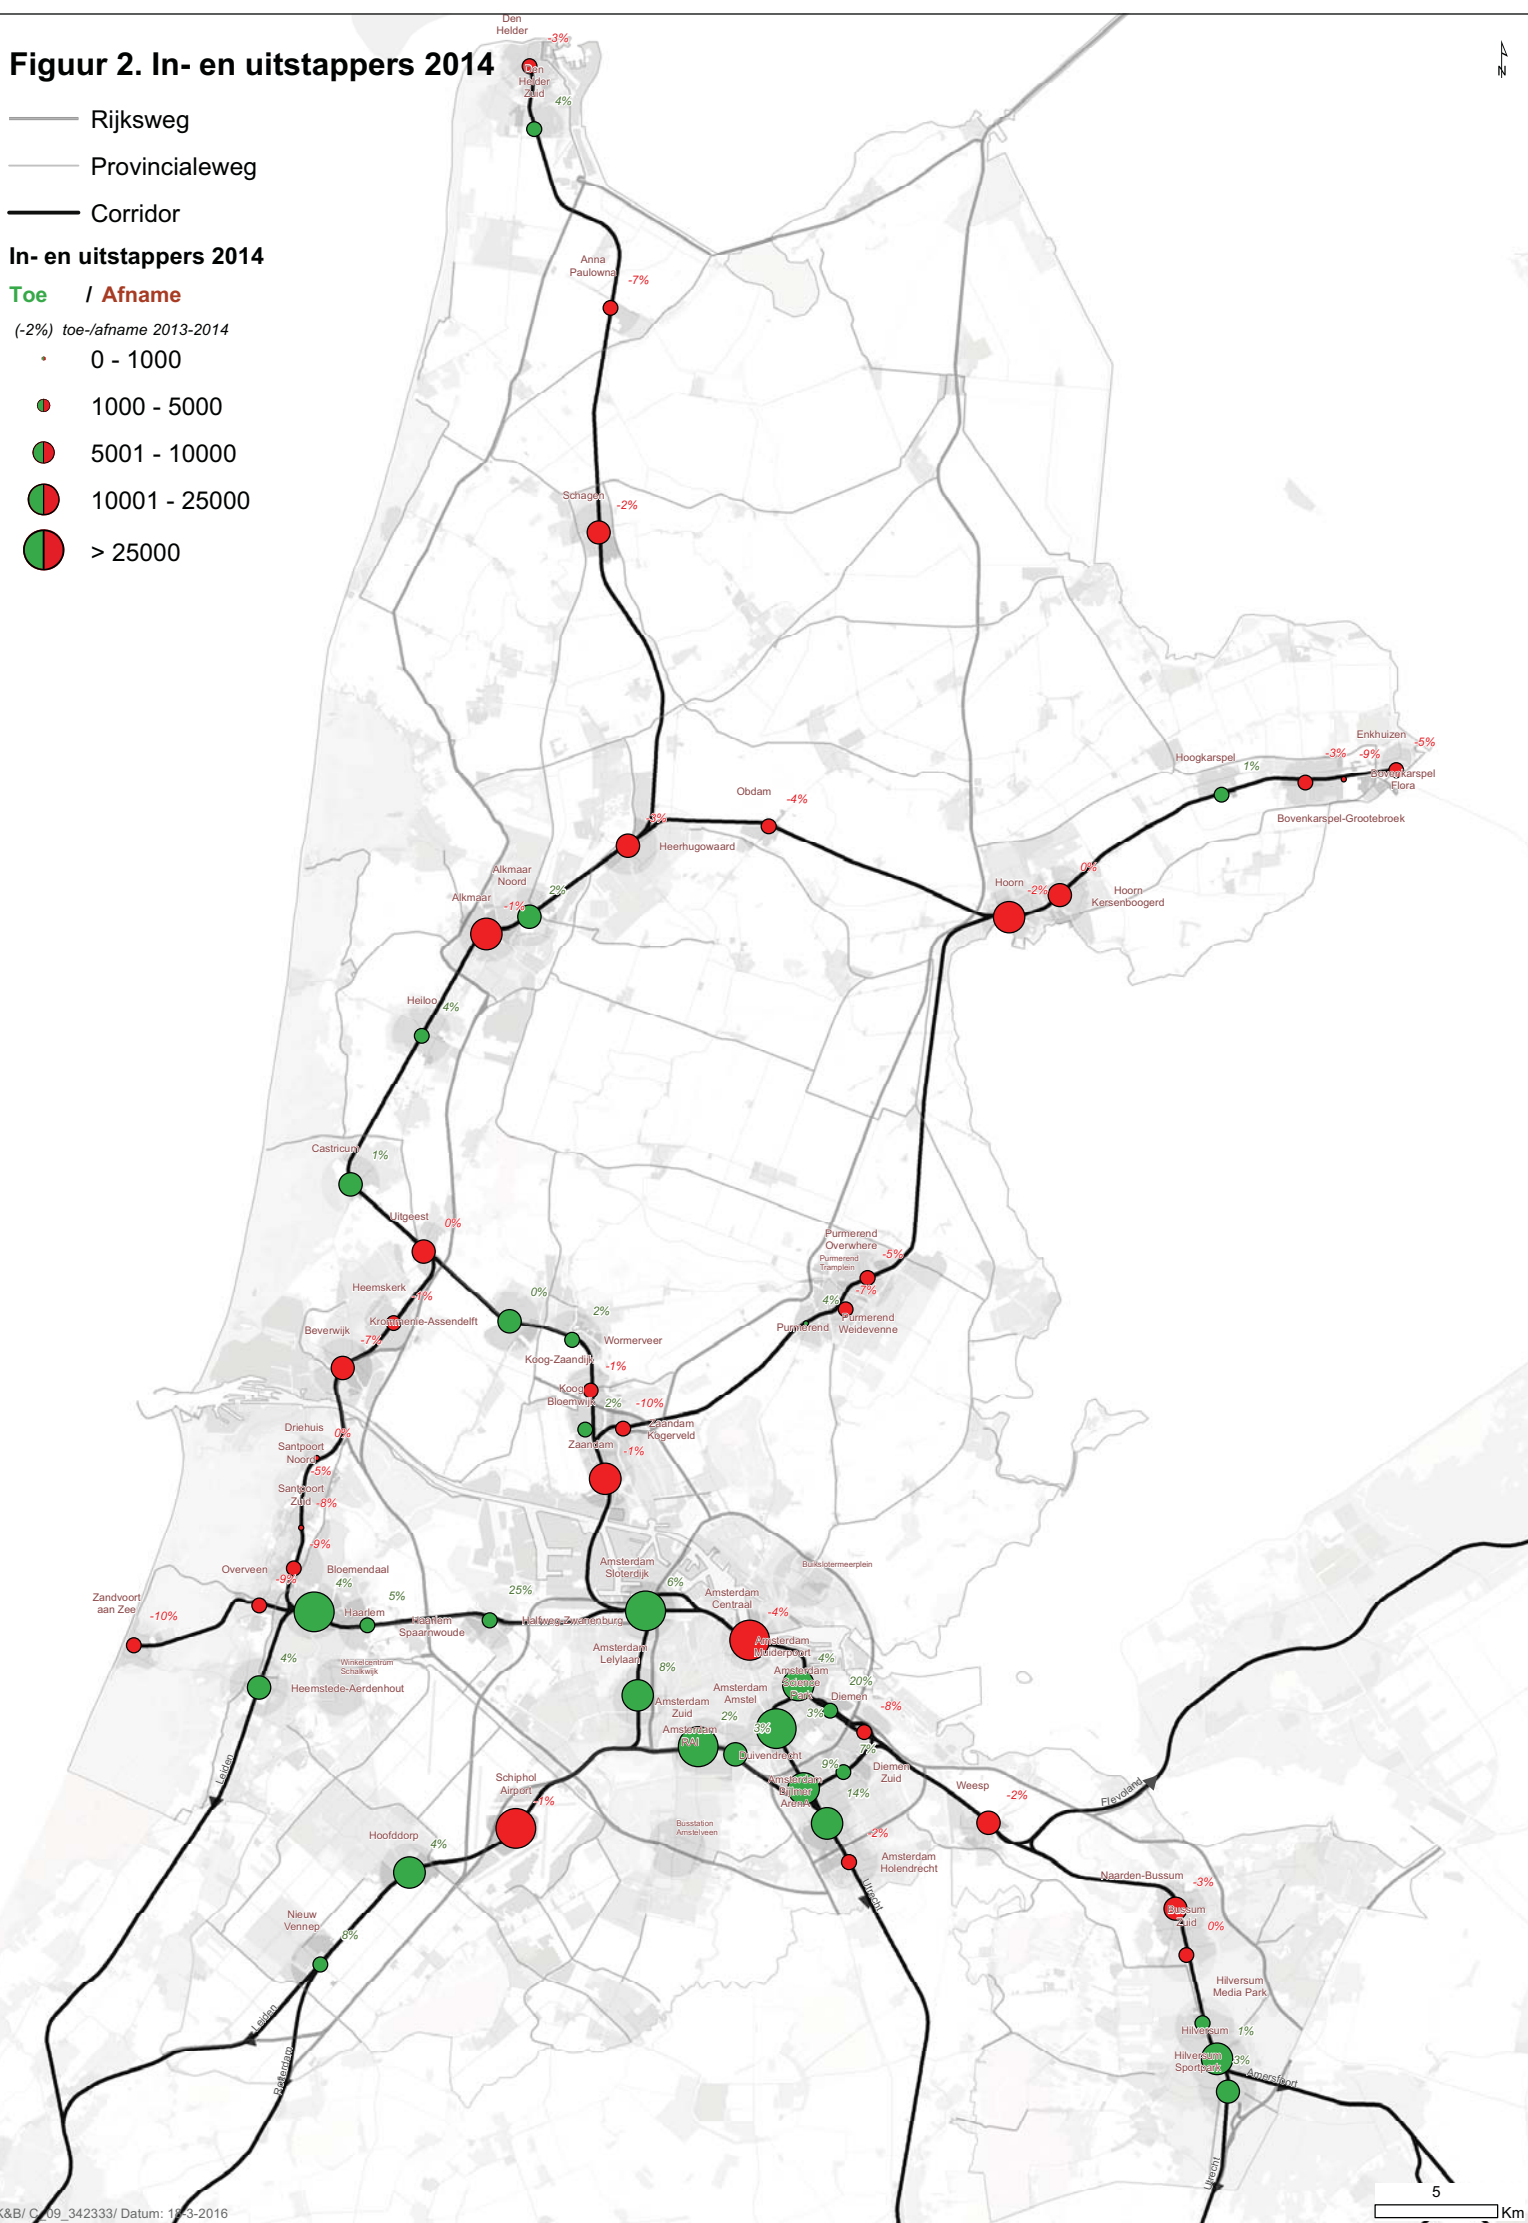 Den
Helder
-3%
Figuur 2. In- en uitstappers 2014
N
Den
Helder
Zuid
4%
Rijksweg
Provincialeweg
Corridor
In- en uitstappers 2014
Toe / Afname
(-2%) toe-/afname 2013-2014
0 - 1000
1000 - 5000
5001 - 10000
10001 - 25000
> 25000
Anna
Paulowna
-7%
Schagen
-2%
Enkhuizen
-5%
Hoogkarspel
1%
-3%
-9%
Bovenkarspel
Flora
Bovenkarspel-Grootebroek
Obdam
-4%
-3%
Heerhugowaard
Alkmaar
Noord
2%
Alkmaar
-1%
Hoorn
-2%
0%
Hoorn
Kersenboogerd
Heiloo
4%
Castricum
1%
Uitgeest
0%
Purmerend
Overwhere
-5%
Purmerend
Tramplein
-7%
4%
Purmerend
Purmerend
Weidevenne
Heemskerk
-1%
Krommenie-Assendelft
0%
2%
Wormerveer
Beverwijk
-7%
Koog-Zaandijk
-1%
Koog
Bloemwijk
2%
-10%
Zaandam
Kogerveld
Zaandam
-1%
Driehuis
0%
Santpoort
Noord
-5%
Santpoort
Zuid
-8%
-9%
Overveen
-9%
Bloemendaal
4%
Zandvoort
aan Zee
-10%
Haarlem
5%
Haarlem
Spaarnwoude
25%
Halfweg-Zwanenburg
Amsterdam
Sloterdijk
6%
Buikslotermeerplein
Amsterdam
Centraal
-4%
Amsterdam
Muiderpoort
4%
Amsterdam
Lelylaan
8%
Winkelcentrum
Schalkwijk
4%
Heemstede-Aerdenhout
Amsterdam
Science
Park
20%
Amsterdam
Amstel
3%
Diemen
-8%
Amsterdam
Zuid
2%
Amsterdam
RAI
3%
Duivendrecht
7%
Diemen
Zuid
9%
Amsterdam
Bijlmer
ArenA
14%
Leiden
Schiphol
Airport
-1%
Weesp
-2%
Flevoland
Busstation
Amstelveen
-2%
Amsterdam
Holendrecht
Utrecht
Hoofddorp
4%
Nieuw
Vennep
8%
Naarden-Bussum
-3%
Bussum
Zuid
0%
Hilversum
Media Park
Hilversum
1%
Hilversum
Sportpark
3%
Amersfoort
Leiden
Rotterdam
Utrecht
5
Km